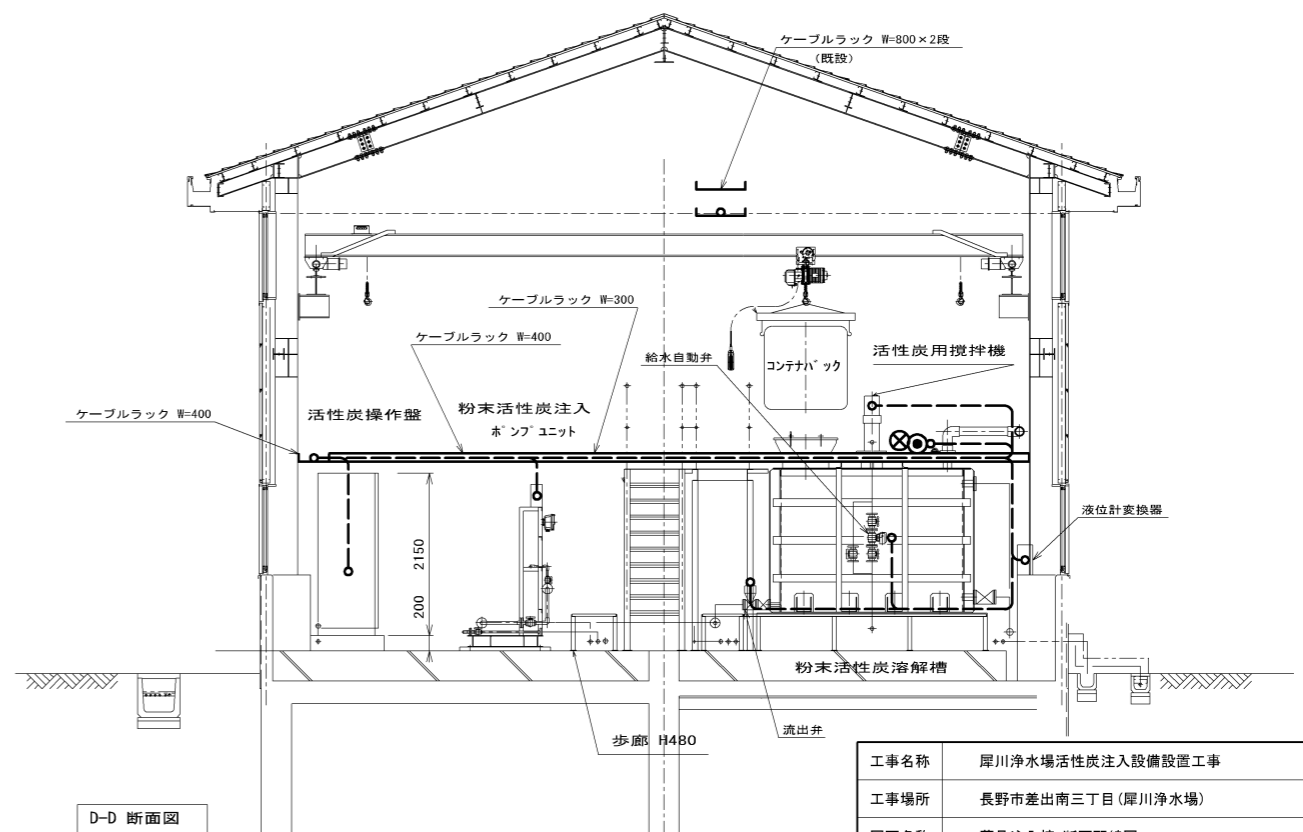 ケーブルラック W=800×2段
(既設)
ケーブルラック W=300
ケーブルラック W=400
給水自動弁
コンテナバック
活性炭用撹拌機
ケーブルラック W=400
活性炭操作盤
粉末活性炭注入
ポンプユニット
液位計変換器
2150
200
粉末活性炭溶解槽
流出弁
歩廊 H480
D-D 断面図
工事名称 犀川浄水場活性炭注入設備設置工事
工事場所 長野市差出南三丁目(犀川浄水場)